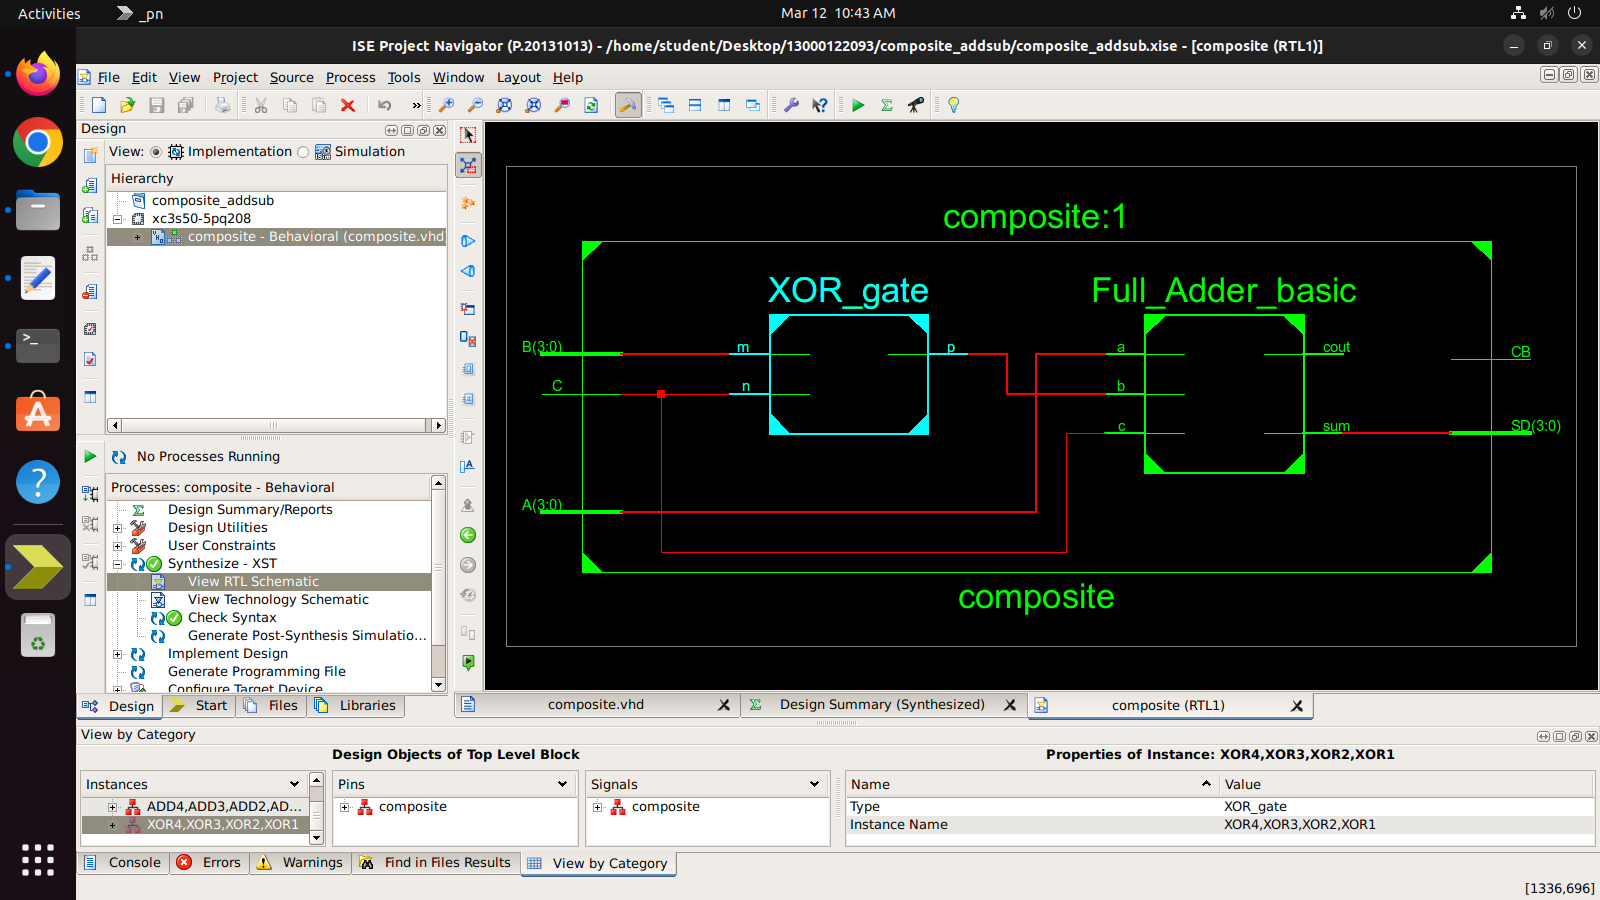 Activities
_pn
Mar 12 10:43 AM
ISE Project Navigator (P.20131013) - /home/student/Desktop/13000122093/composite_addsub/composite_addsub.xise - [composite (RTL1)]
File Edit View Project Source Process Tools Window Layout Help
»
Design
View: Implementation Simulation
Hierarchy
composite_addsub
xc3s50-5pq208
composite - Behavioral (composite.vhd)
No Processes Running
Processes: composite - Behavioral
Design Summary/Reports
Design Utilities
User Constraints
Synthesize - XST
View RTL Schematic
View Technology Schematic
Check Syntax
Generate Post-Synthesis Simulatio...
Implement Design
Generate Programming File
Configure Target Device
Design Start Files Libraries
composite:1
XOR_gate
Full_Adder_basic
B(3:0)
m
p
a
cout
CB
C
n
b
c
sum
SD(3:0)
A(3:0)
composite
composite.vhd
Design Summary (Synthesized)
composite (RTL1)
View by Category
Design Objects of Top Level Block
Properties of Instance: XOR4,XOR3,XOR2,XOR1
Instances
ADD4,ADD3,ADD2,AD...
XOR4,XOR3,XOR2,XOR1
Pins
composite
Signals
composite
Name Value
Type XOR_gate
Instance Name XOR4,XOR3,XOR2,XOR1
Console Errors Warnings Find in Files Results View by Category
[1336,696]